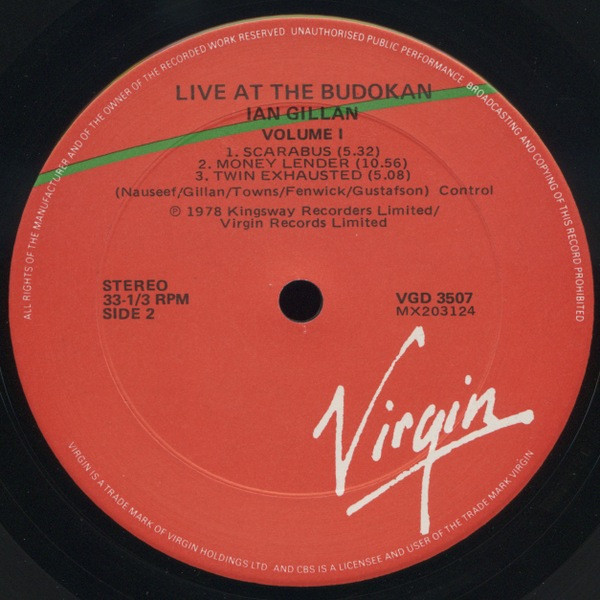 ALL RIGHTS OF THE MANUFACTURER AND OF THE OWNER OF THE RECORDED WORK RESERVED UNAUTHORISED PUBLIC PERFORMANCE, BROADCASTING AND COPYING OF THIS RECORD PROHIBITED
LIVE AT THE BUDOKAN
IAN GILLAN
VOLUME I
1. SCARABUS (5.32)
2. MONEY LENDER (10.56)
3. TWIN EXHAUSTED (5.08)
(Nauseef/Gillan/Towns/Fenwick/Gustafson) Control
℗ 1978 Kingsway Recorders Limited/
Virgin Records Limited
STEREO
33-1/3 RPM
SIDE 2
VGD 3507
MX203124
Virgin
VIRGIN IS A TRADE MARK OF VIRGIN HOLDINGS LTD AND CBS IS A LICENSEE AND USER OF THE TRADE MARK VIRGIN